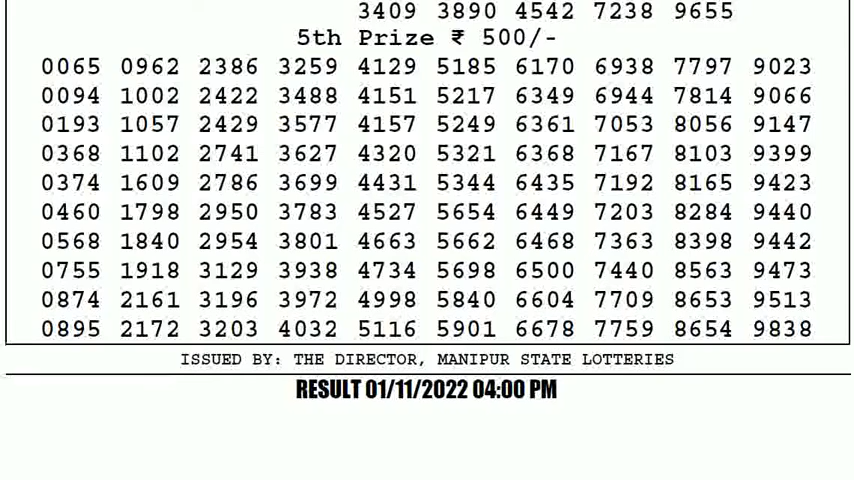 3409 3890 4542 7238 9655
5th Prize ₹ 500/-
0065 0962 2386 3259 4129 5185 6170 6938 7797 9023
0094 1002 2422 3488 4151 5217 6349 6944 7814 9066
0193 1057 2429 3577 4157 5249 6361 7053 8056 9147
0368 1102 2741 3627 4320 5321 6368 7167 8103 9399
0374 1609 2786 3699 4431 5344 6435 7192 8165 9423
0460 1798 2950 3783 4527 5654 6449 7203 8284 9440
0568 1840 2954 3801 4663 5662 6468 7363 8398 9442
0755 1918 3129 3938 4734 5698 6500 7440 8563 9473
0874 2161 3196 3972 4998 5840 6604 7709 8653 9513
0895 2172 3203 4032 5116 5901 6678 7759 8654 9838
ISSUED BY: THE DIRECTOR, MANIPUR STATE LOTTERIES
RESULT 01/11/2022 04:00 PM